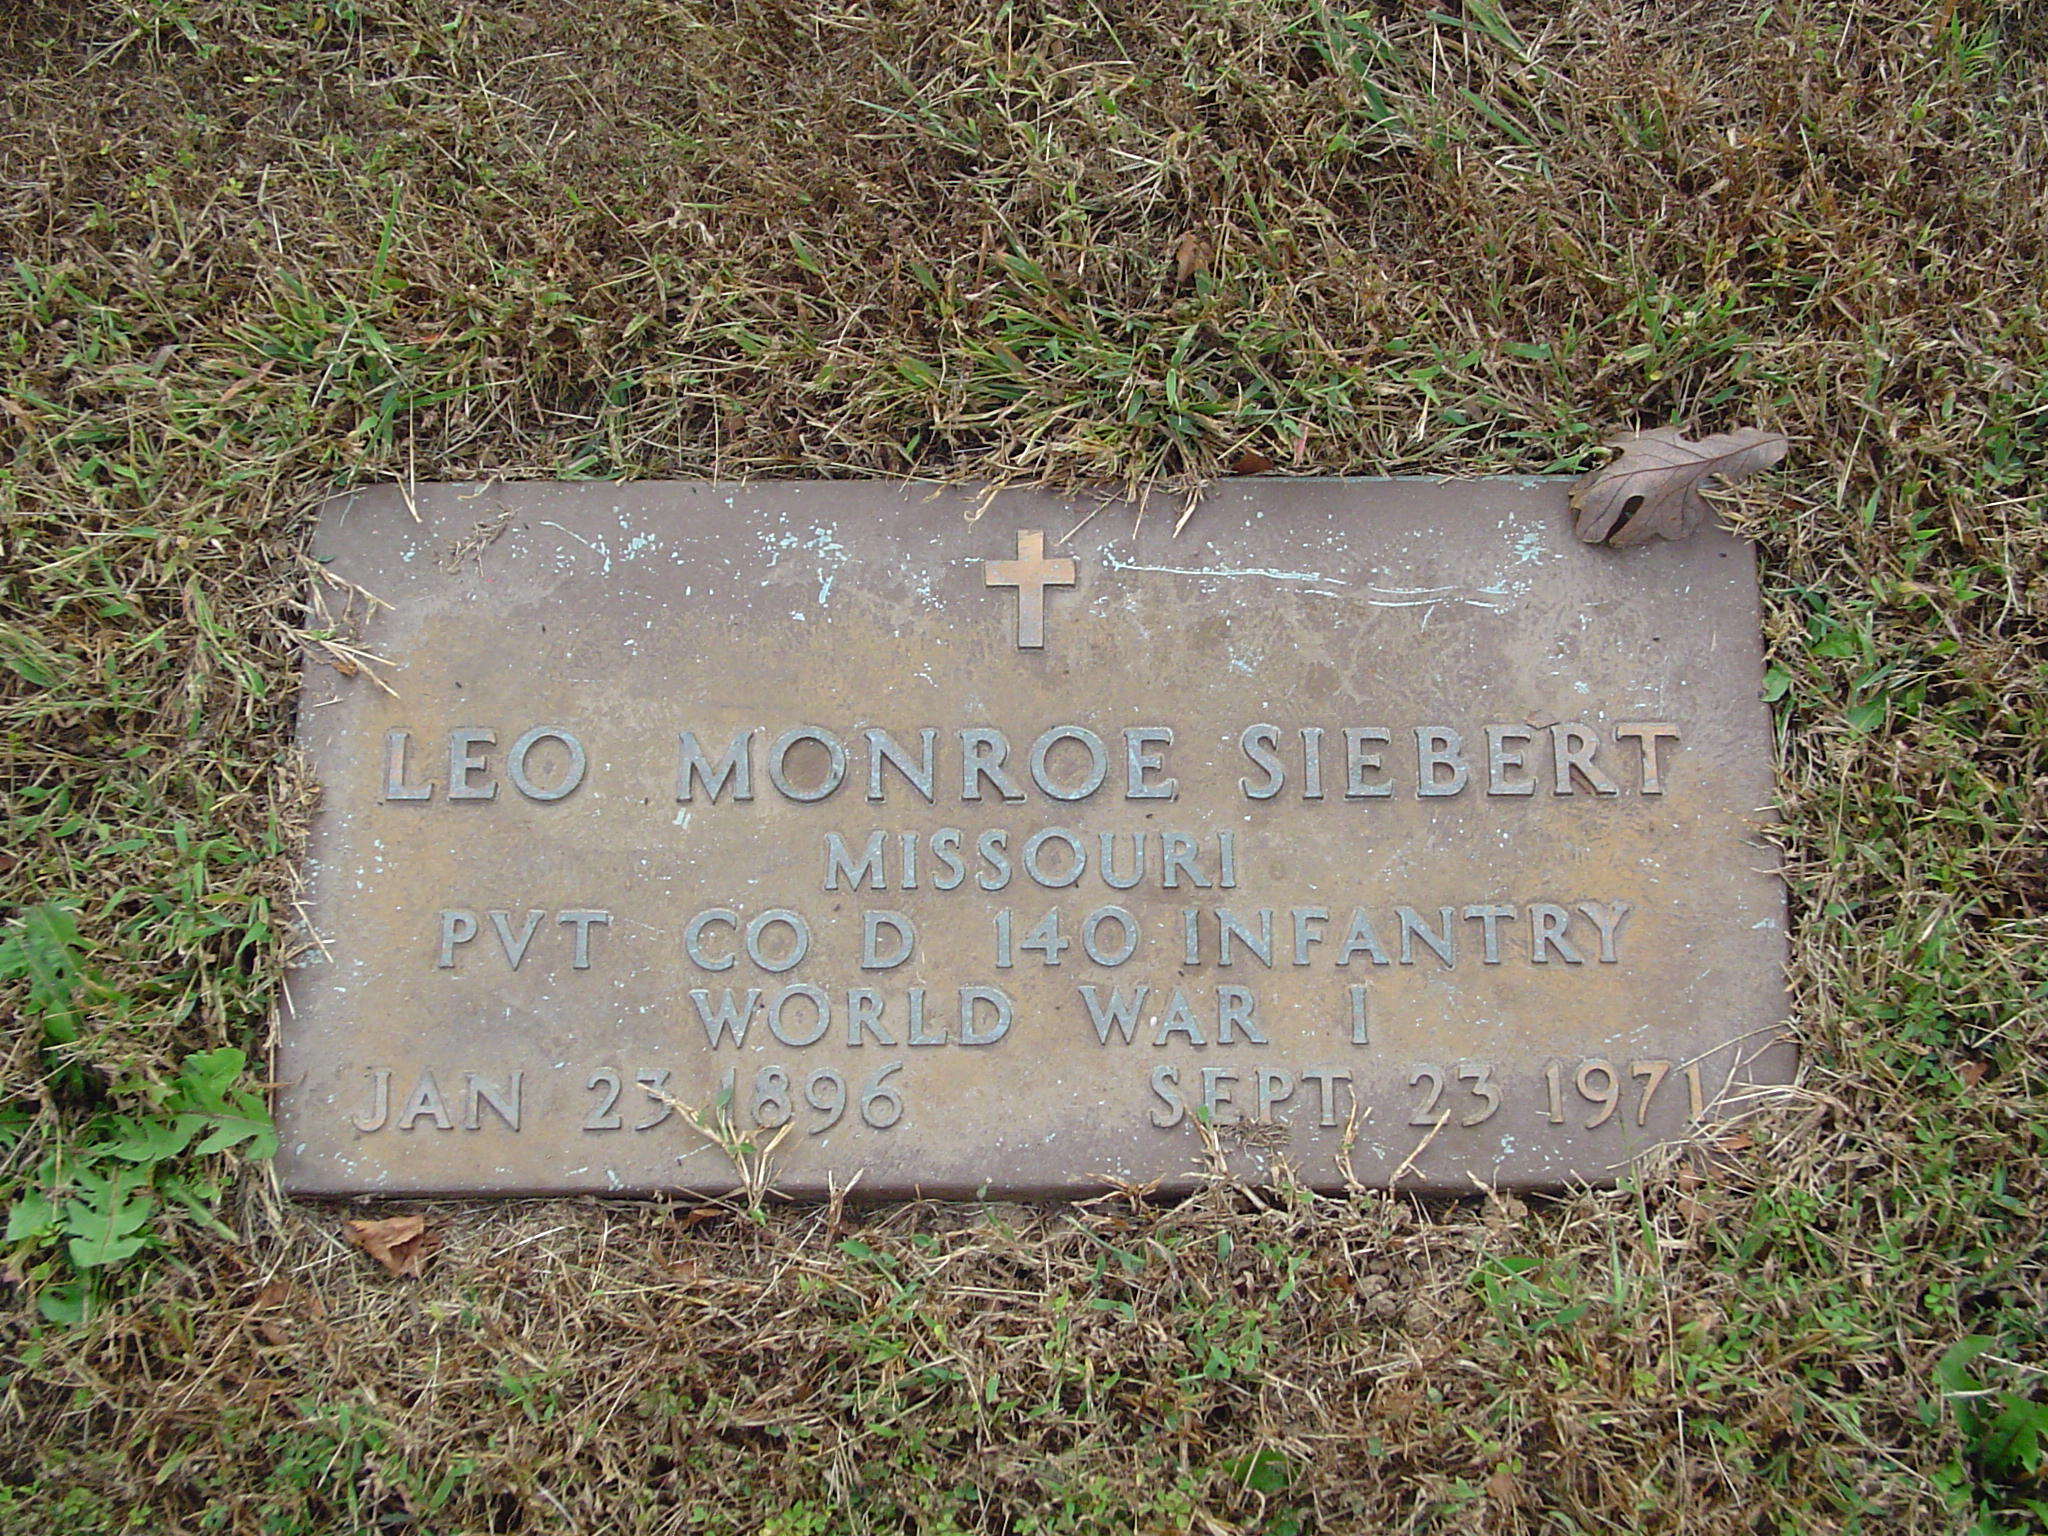 LEO MONROE SIEBERT
MISSOURI
PVT CO D 140 INFANTRY
WORLD WAR I
JAN 23 1896 SEPT 23 1971